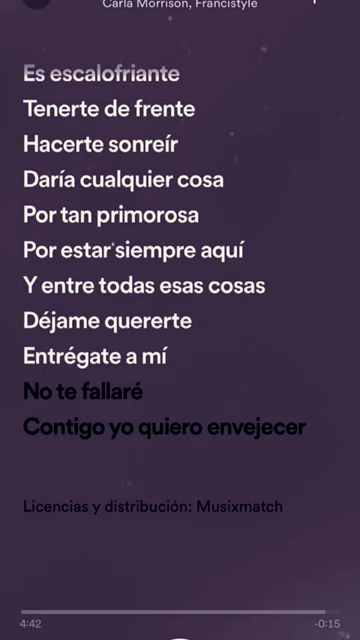 Carla Morrison, Francistyle
Es escalofriante
Tenerte de frente
Hacerte sonreír
Daría cualquier cosa
Por tan primorosa
Por estar siempre aquí
Y entre todas esas cosas
Déjame quererte
Entrégate a mí
No te fallaré
Contigo yo quiero envejecer
Licencias y distribución: Musixmatch
4:42
-0:15